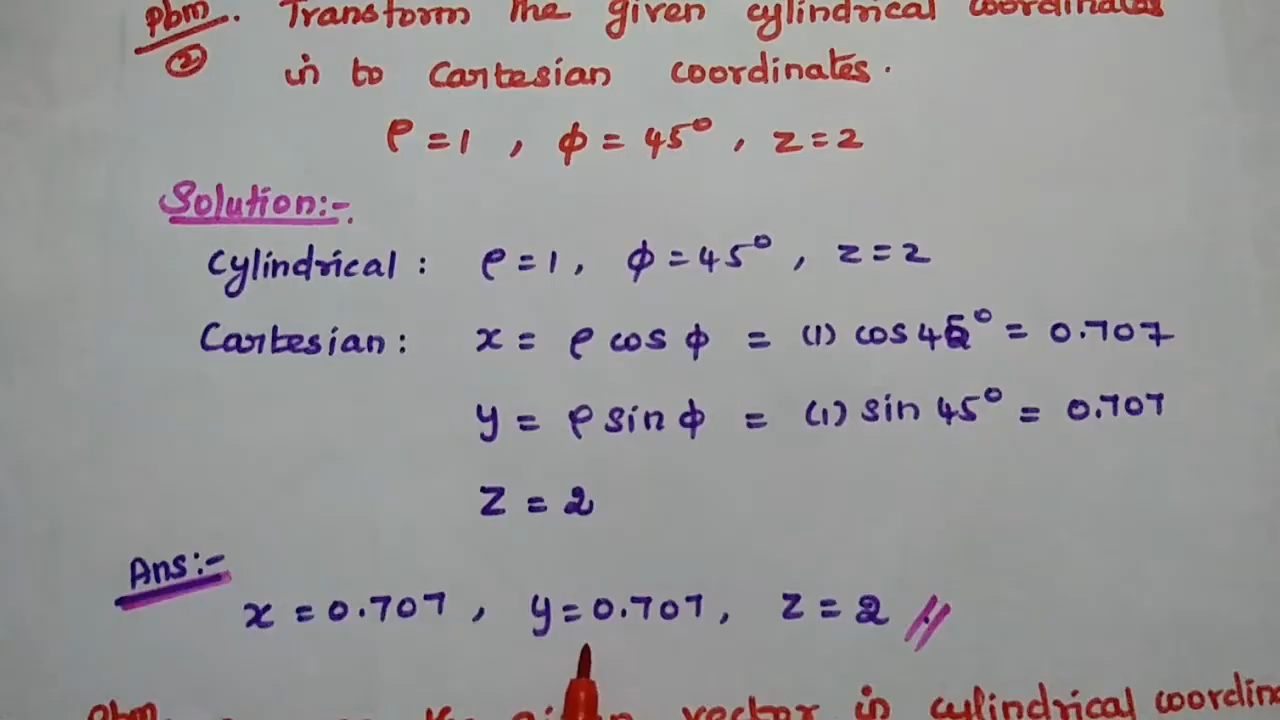 Pbm. Transform the given cylindrical coordinates
② in to Cartesian coordinates.
ρ = 1 , ϕ = 45° , z = 2
Solution:-
Cylindrical : ρ = 1 , ϕ = 45° , z = 2
Cartesian : x = ρ cos ϕ = (1) cos 45° = 0.707
y = ρ sin ϕ = (1) sin 45° = 0.707
Z = 2
Ans:-
x = 0.707 , y = 0.707 , z = 2 //
Pbm vector in cylindrical